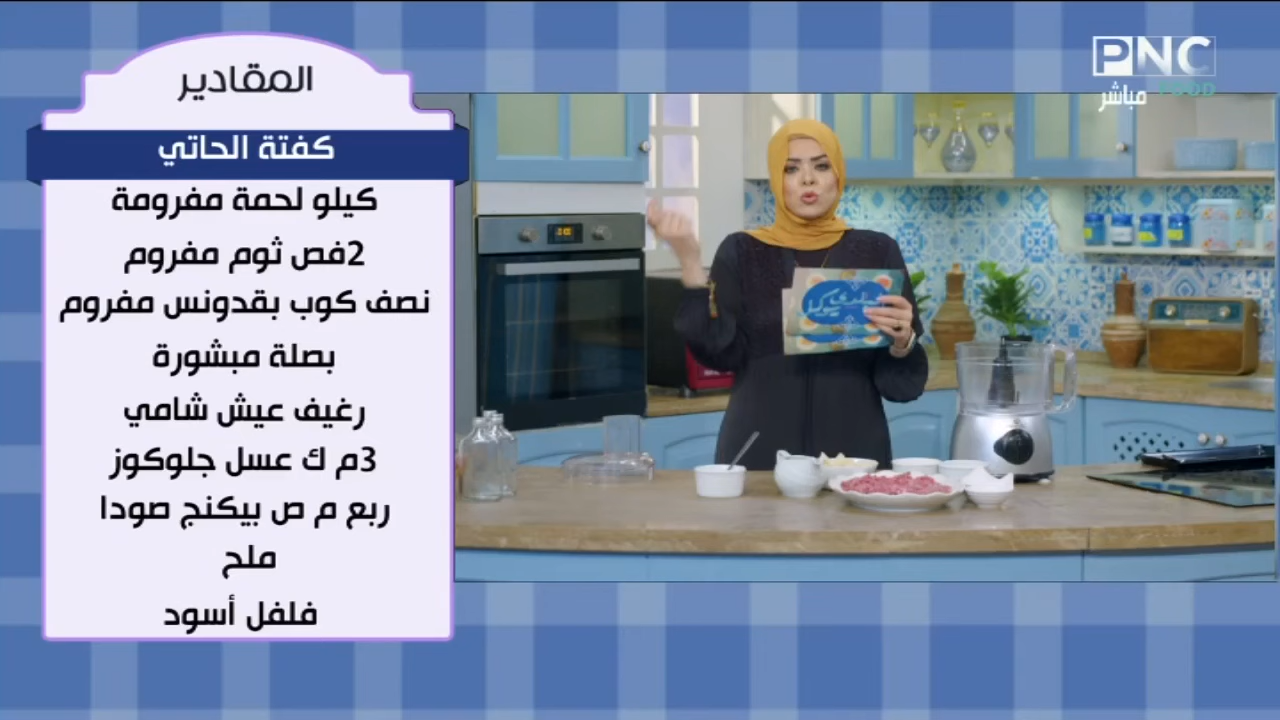 المقادير
كفتة الحاتي
كيلو لحمة مفرومة
2فص ثوم مفروم
نصف كوب بقدونس مفروم
بصلة مبشورة
رغيف عيش شامي
3م ك عسل جلوكوز
ربع م ص بيكنج صودا
ملح
فلفل أسود
PNC
FOOD
مباشر